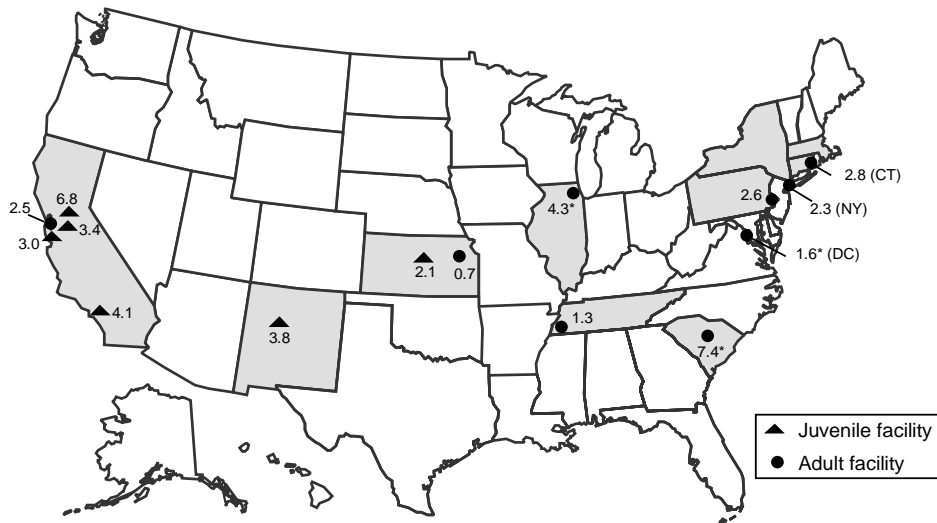 2.8 (CT)
4.3*
2.6
6.8
2.5
3.4
2.3 (NY)
3.0
1.6* (DC)
2.1
0.7
4.1
1.3
3.8
7.4*
Juvenile facility
Adult facility